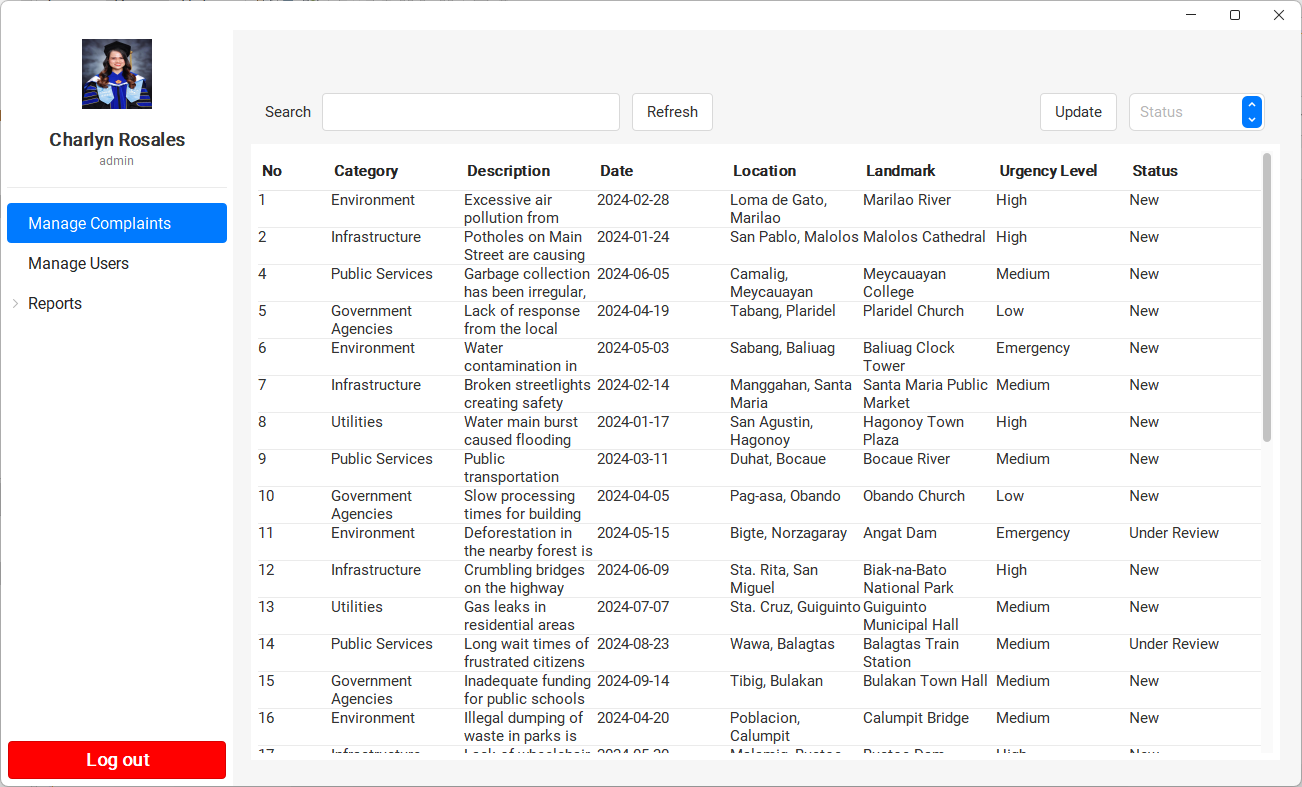 Charlyn Rosales
admin
Manage Complaints
Manage Users
Reports
Log out
Search
Refresh
Update
Status
No Category Description Date Location Landmark Urgency Level Status
1 Environment Excessive air 2024-02-28 Loma de Gato, Marilao River High New
pollution from Marilao
2 Infrastructure Potholes on Main 2024-01-24 San Pablo, Malolos Malolos Cathedral High New
Street are causing
4 Public Services Garbage collection 2024-06-05 Camalig, Meycauayan Medium New
has been irregular, Meycauayan College
5 Government Lack of response 2024-04-19 Tabang, Plaridel Plaridel Church Low New
Agencies from the local
6 Environment Water 2024-05-03 Sabang, Baliuag Baliuag Clock Emergency New
contamination in Tower
7 Infrastructure Broken streetlights 2024-02-14 Manggahan, Santa Santa Maria Public Medium New
creating safety Maria Market
8 Utilities Water main burst 2024-01-17 San Agustin, Hagonoy Town High New
caused flooding Hagonoy Plaza
9 Public Services Public 2024-03-11 Duhat, Bocaue Bocaue River Medium New
transportation
10 Government Slow processing 2024-04-05 Pag-asa, Obando Obando Church Low New
Agencies times for building
11 Environment Deforestation in 2024-05-15 Bigte, Norzagaray Angat Dam Emergency Under Review
the nearby forest is
12 Infrastructure Crumbling bridges 2024-06-09 Sta. Rita, San Biak-na-Bato High New
on the highway Miguel National Park
13 Utilities Gas leaks in 2024-07-07 Sta. Cruz, Guiguinto Guiguinto Medium New
residential areas Municipal Hall
14 Public Services Long wait times of 2024-08-23 Wawa, Balagtas Balagtas Train Medium Under Review
frustrated citizens Station
15 Government Inadequate funding 2024-09-14 Tibig, Bulakan Bulakan Town Hall Medium New
Agencies for public schools
16 Environment Illegal dumping of 2024-04-20 Poblacion, Calumpit Bridge Medium New
waste in parks is Calumpit
17 Infrastructure Lack of wheelchair High New